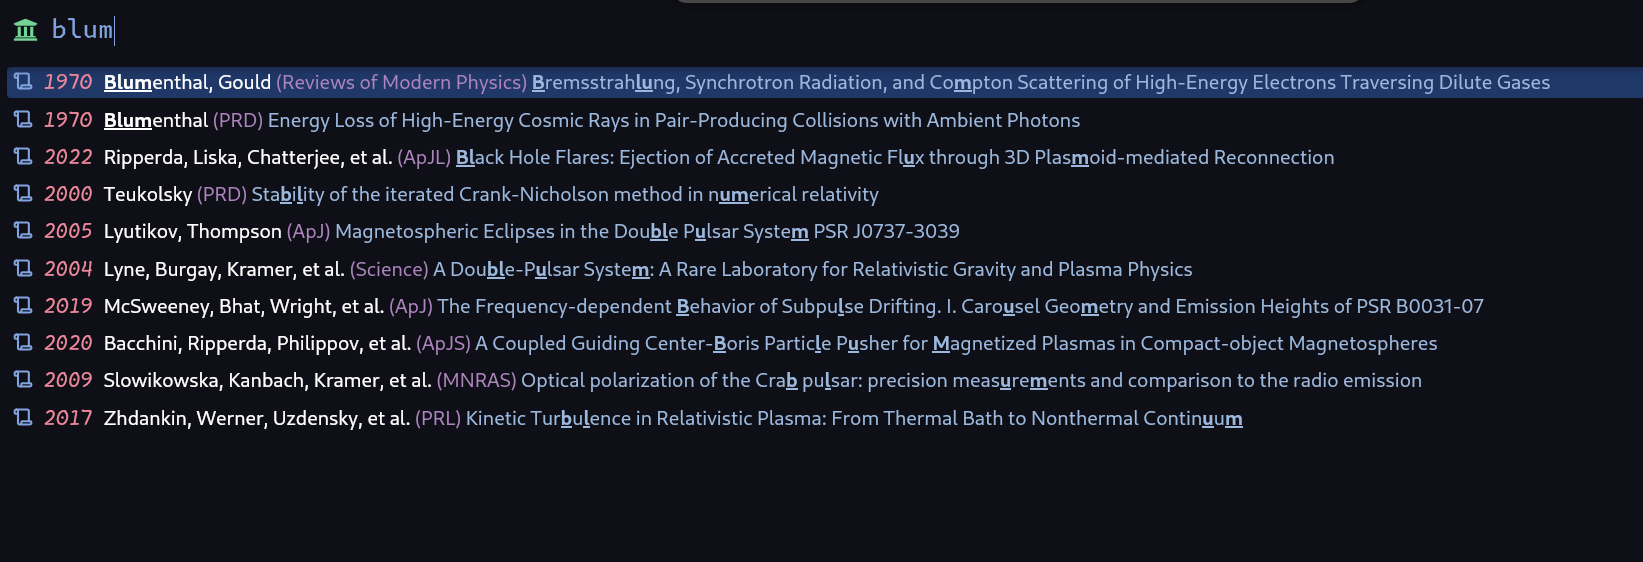 blum
1970 Blumenthal, Gould (Reviews of Modern Physics) Bremsstrahlung, Synchrotron Radiation, and Compton Scattering of High-Energy Electrons Traversing Dilute Gases
1970 Blumenthal (PRD) Energy Loss of High-Energy Cosmic Rays in Pair-Producing Collisions with Ambient Photons
2022 Ripperda, Liska, Chatterjee, et al. (ApJL) Black Hole Flares: Ejection of Accreted Magnetic Flux through 3D Plasmoid-mediated Reconnection
2000 Teukolsky (PRD) Stability of the iterated Crank-Nicholson method in numerical relativity
2005 Lyutikov, Thompson (ApJ) Magnetospheric Eclipses in the Double Pulsar System PSR J0737-3039
2004 Lyne, Burgay, Kramer, et al. (Science) A Double-Pulsar System: A Rare Laboratory for Relativistic Gravity and Plasma Physics
2019 McSweeney, Bhat, Wright, et al. (ApJ) The Frequency-dependent Behavior of Subpulse Drifting. I. Carousel Geometry and Emission Heights of PSR B0031-07
2020 Bacchini, Ripperda, Philippov, et al. (ApJS) A Coupled Guiding Center-Boris Particle Pusher for Magnetized Plasmas in Compact-object Magnetospheres
2009 Slowikowska, Kanbach, Kramer, et al. (MNRAS) Optical polarization of the Crab pulsar: precision measurements and comparison to the radio emission
2017 Zhdankin, Werner, Uzdensky, et al. (PRL) Kinetic Turbulence in Relativistic Plasma: From Thermal Bath to Nonthermal Continuum